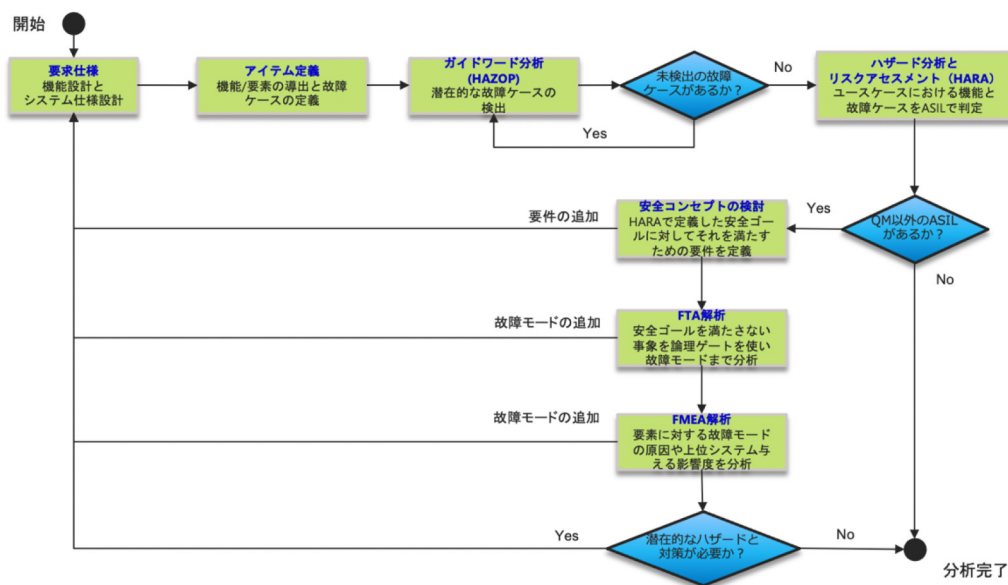 開始
要求仕様
機能設計と
システム仕様設計
アイテム定義
機能/要素の導出と故障
ケースの定義
ガイドワード分析
(HAZOP)
潜在的な故障ケースの
検出
未検出の故障
ケースがあるか？
No
Yes
ハザード分析と
リスクアセスメント（HARA）
ユースケースにおける機能と
故障ケースをASILで判定
QM以外のASIL
があるか？
Yes
No
安全コンセプトの検討
HARAで定義した安全ゴー
ルに対してそれを満たす
ための要件を定義
要件の追加
FTA解析
安全ゴールを満たさない
事象を論理ゲートを使い
故障モードまで分析
故障モードの追加
FMEA解析
要素に対する故障モード
の原因や上位システム与
える影響度を分析
故障モードの追加
潜在的なハザードと
対策が必要か？
Yes
No
分析完了